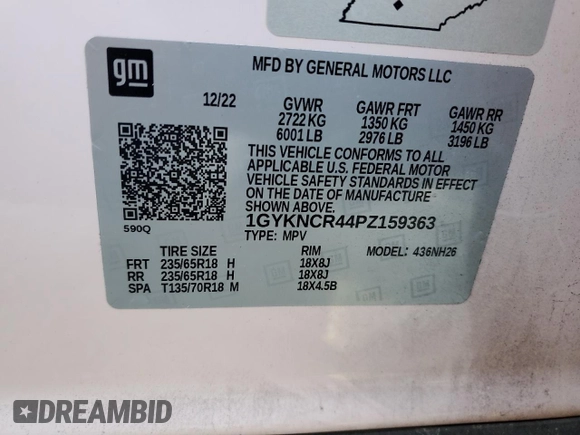 gm
MFD BY GENERAL MOTORS LLC
12/22 GVWR GAWR FRT GAWR RR
2722 KG 1350 KG 1450 KG
6001 LB 2976 LB 3196 LB
THIS VEHICLE CONFORMS TO ALL
APPLICABLE U.S. FEDERAL MOTOR
VEHICLE SAFETY STANDARDS IN EFFECT
ON THE DATE OF MANUFACTURE
SHOWN ABOVE.
590Q 1GYKNCR44PZ159363
TYPE: MPV MODEL: 436NH26
TIRE SIZE RIM
FRT 235/65R18 H 18X8J
RR 235/65R18 H 18X8J
SPA T135/70R18 M 18X4.5B
DREAMBID